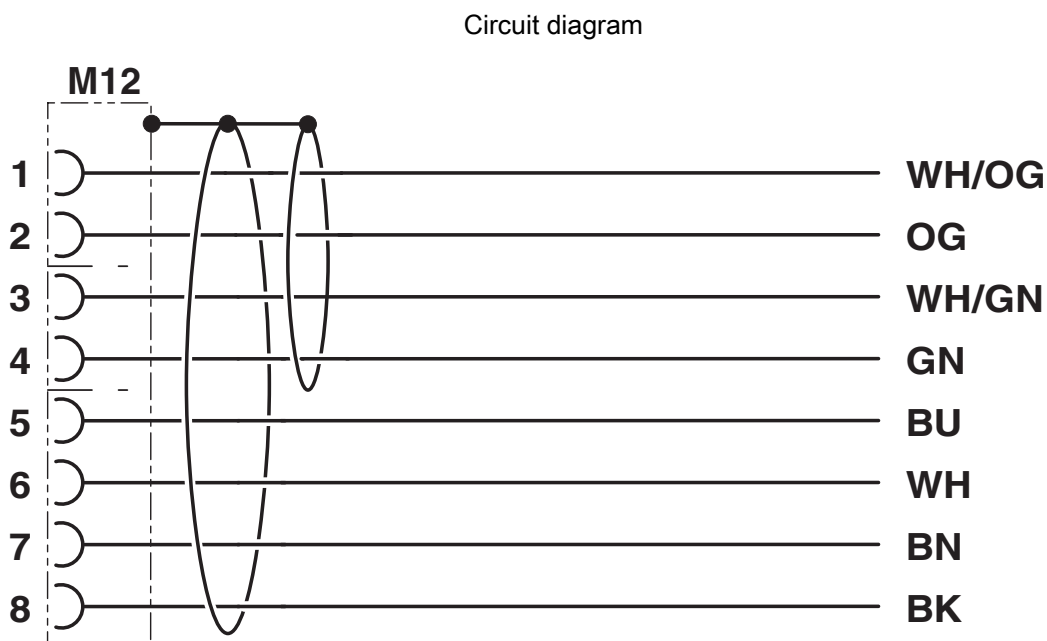 Circuit diagram
M12
1 WH/OG
2 OG
3 WH/GN
4 GN
5 BU
6 WH
7 BN
8 BK